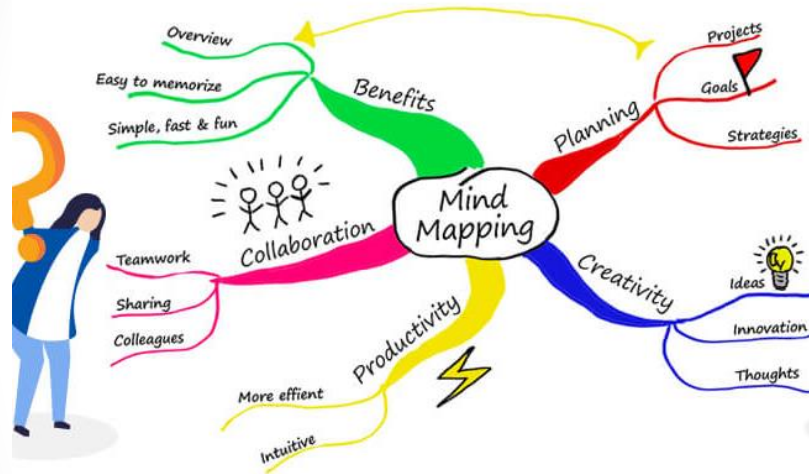 Mind
Mapping
Benefits
Overview
Easy to memorize
Simple, fast & fun
Planning
Projects
Goals
Strategies
Collaboration
Teamwork
Sharing
Colleagues
Productivity
More effient
Intuitive
Creativity
Ideas
Innovation
Thoughts